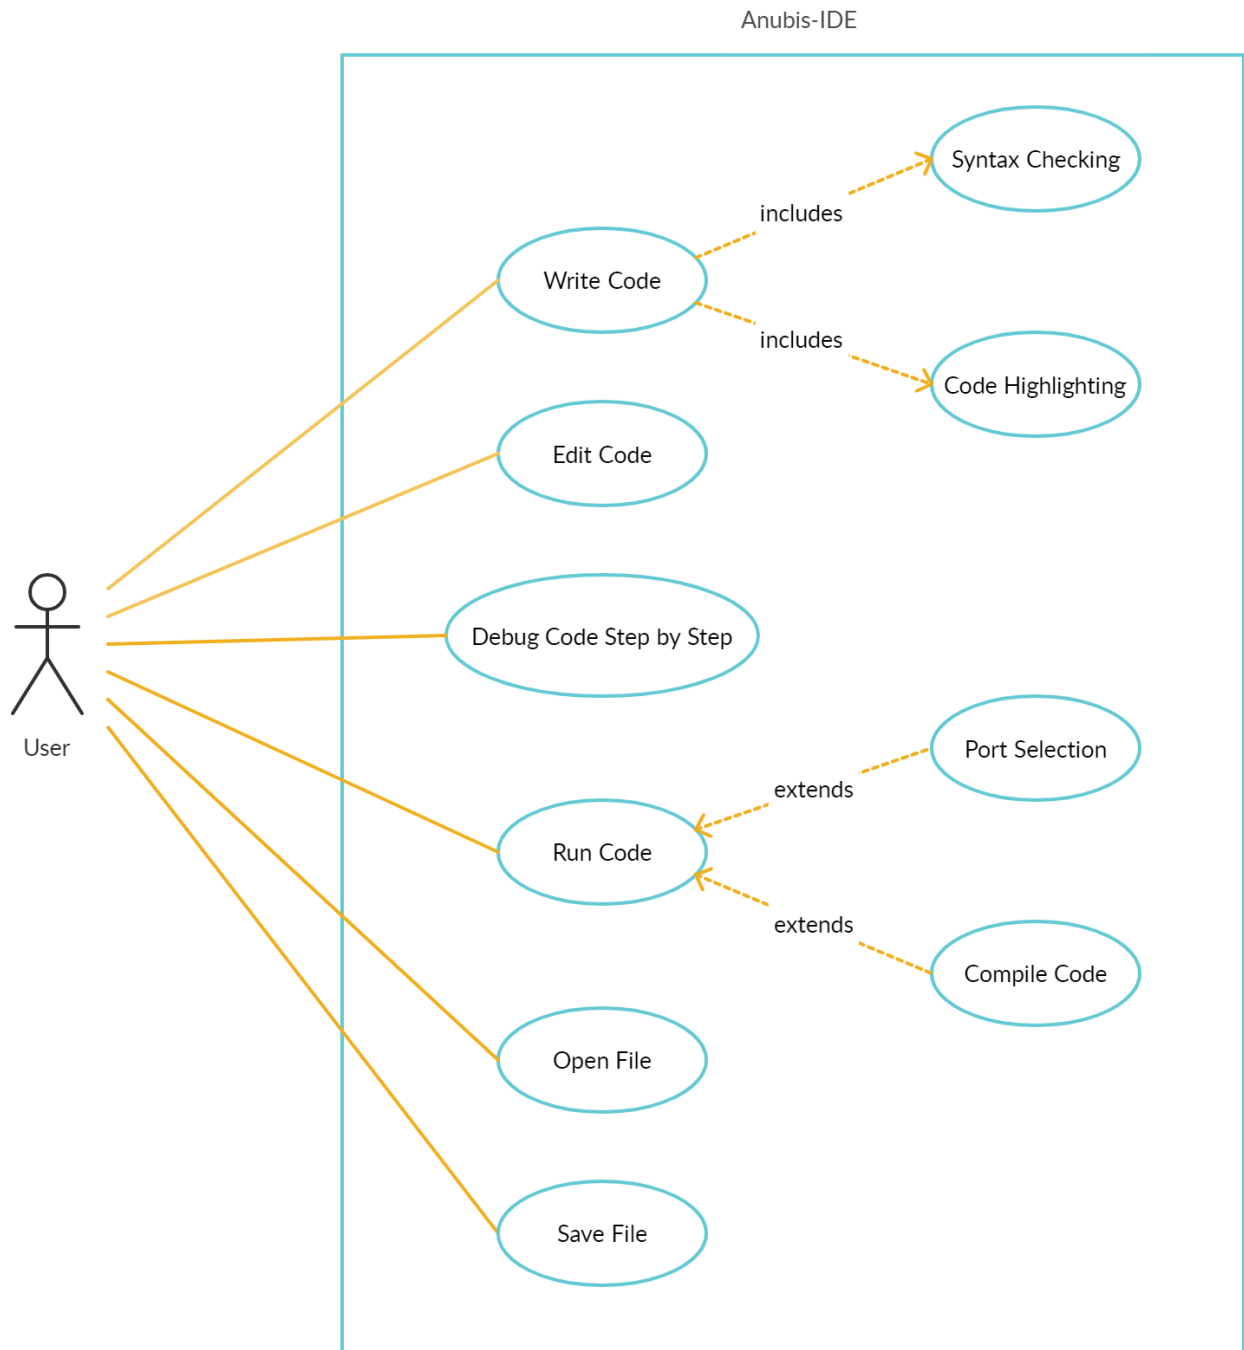 Anubis-IDE
Syntax Checking
includes
Write Code
includes
Code Highlighting
Edit Code
Debug Code Step by Step
User
Port Selection
extends
Run Code
extends
Compile Code
Open File
Save File